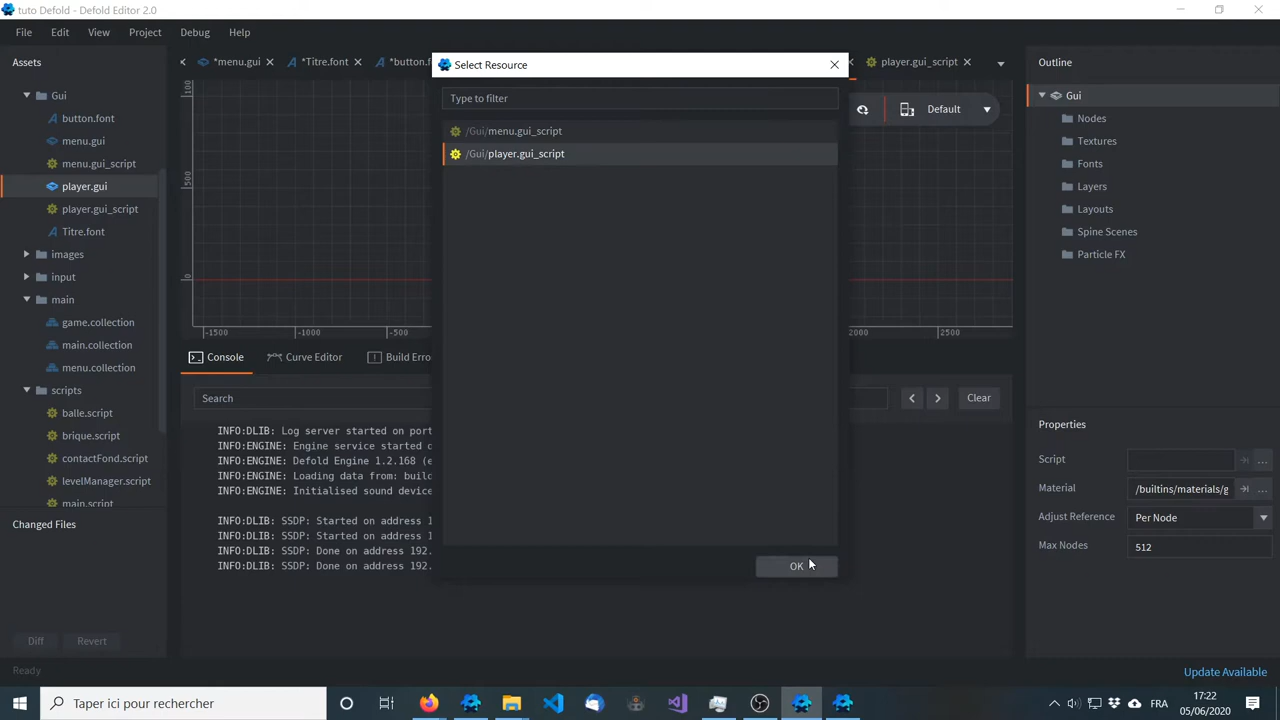 tuto Defold - Defold Editor 2.0
File Edit View Project Debug Help
Assets
Gui
button.font
menu.gui
menu.gui_script
player.gui
player.gui_script
Titre.font
images
input
main
game.collection
main.collection
menu.collection
scripts
balle.script
brique.script
contactFond.script
levelManager.script
main.script
Changed Files
Diff Revert
Ready
*menu.gui *Titre.font *button.f player.gui_script
Default
100
500
0
-1500 -1000 -500 2000 2500
Select Resource
Type to filter
/Gui/menu.gui_script
/Gui/player.gui_script
OK
Console Curve Editor Build Erro
Search Clear
INFO:DLIB: Log server started on port
INFO:ENGINE: Engine service started o
INFO:ENGINE: Defold Engine 1.2.168 (e
INFO:ENGINE: Loading data from: build
INFO:ENGINE: Initialised sound device
INFO:DLIB: SSDP: Started on address 1
INFO:DLIB: SSDP: Started on address 1
INFO:DLIB: SSDP: Done on address 192.
INFO:DLIB: SSDP: Done on address 192.
Outline
Gui
Nodes
Textures
Fonts
Layers
Layouts
Spine Scenes
Particle FX
Properties
Script ...
Material /builtins/materials/g ...
Adjust Reference Per Node
Max Nodes 512
Update Available
Taper ici pour rechercher
FRA
17:22
05/06/2020